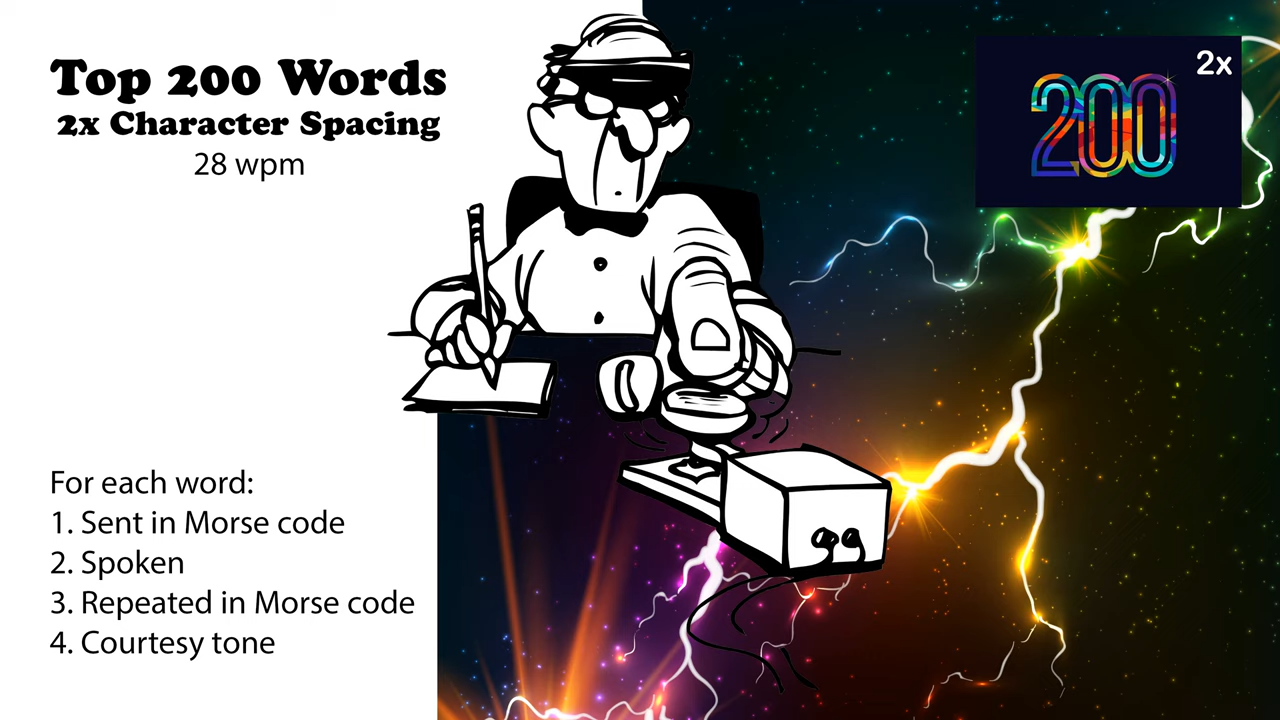 Top 200 Words
2x Character Spacing
28 wpm
2x
200
For each word:
1. Sent in Morse code
2. Spoken
3. Repeated in Morse code
4. Courtesy tone